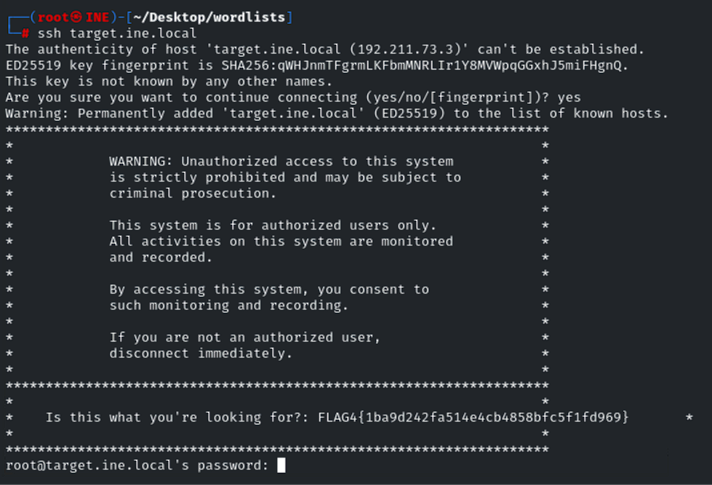 ┌──(root㉿INE)-[~/Desktop/wordlists]
└─# ssh target.ine.local
The authenticity of host 'target.ine.local (192.211.73.3)' can't be established.
ED25519 key fingerprint is SHA256:qWHJnmTFgrmLKFbmMNRLIr1Y8MVWpqGGxhJ5miFHgnQ.
This key is not known by any other names.
Are you sure you want to continue connecting (yes/no/[fingerprint])? yes
Warning: Permanently added 'target.ine.local' (ED25519) to the list of known hosts.
********************************************************************
*                                                                  *
*            WARNING: Unauthorized access to this system           *
*            is strictly prohibited and may be subject to          *
*            criminal prosecution.                                 *
*                                                                  *
*            This system is for authorized users only.             *
*            All activities on this system are monitored           *
*            and recorded.                                         *
*                                                                  *
*            By accessing this system, you consent to              *
*            such monitoring and recording.                        *
*                                                                  *
*            If you are not an authorized user,                    *
*            disconnect immediately.                               *
*                                                                  *
********************************************************************
*                                                                  *
*    Is this what you're looking for?: FLAG4{1ba9d242fa514e4cb4858bfc5f1fd969}       *
*                                                                  *
********************************************************************
root@target.ine.local's password: